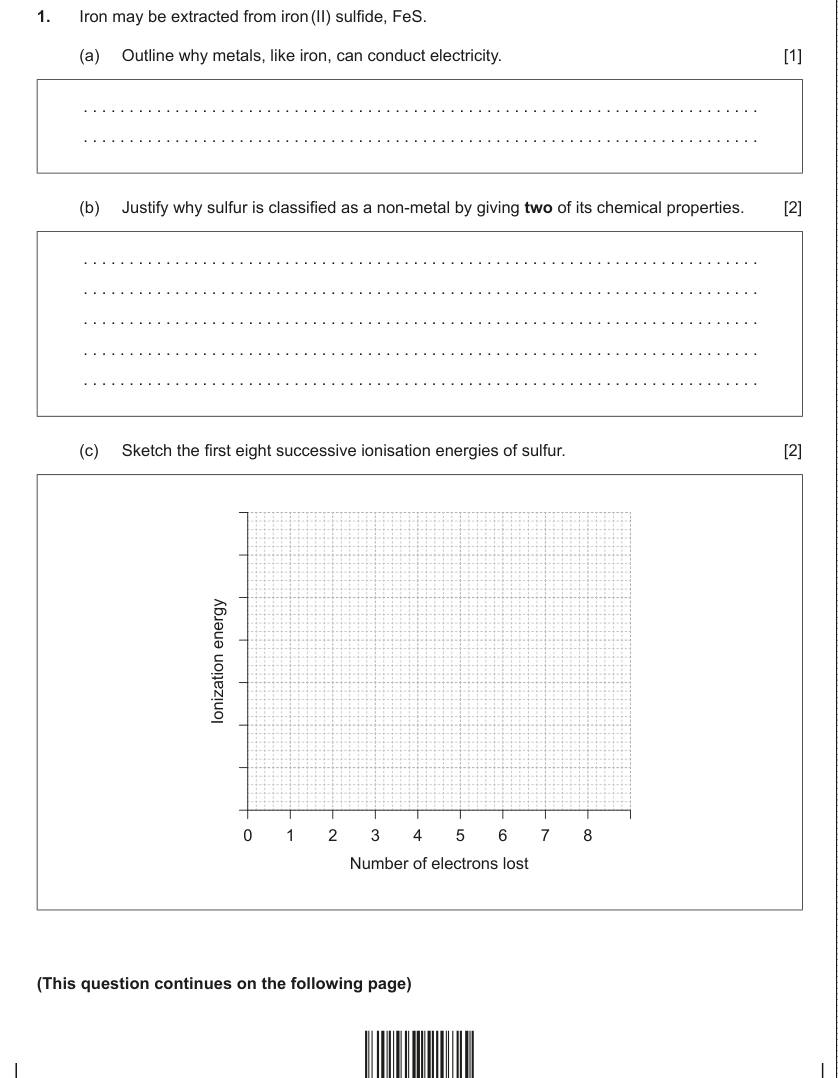 1. Iron may be extracted from iron (II) sulfide, FeS.
(a) Outline why metals, like iron, can conduct electricity. [1]
(b) Justify why sulfur is classified as a non-metal by giving two of its chemical properties. [2]
(c) Sketch the first eight successive ionisation energies of sulfur. [2]
Ionization energy
0 1 2 3 4 5 6 7 8
Number of electrons lost
(This question continues on the following page)